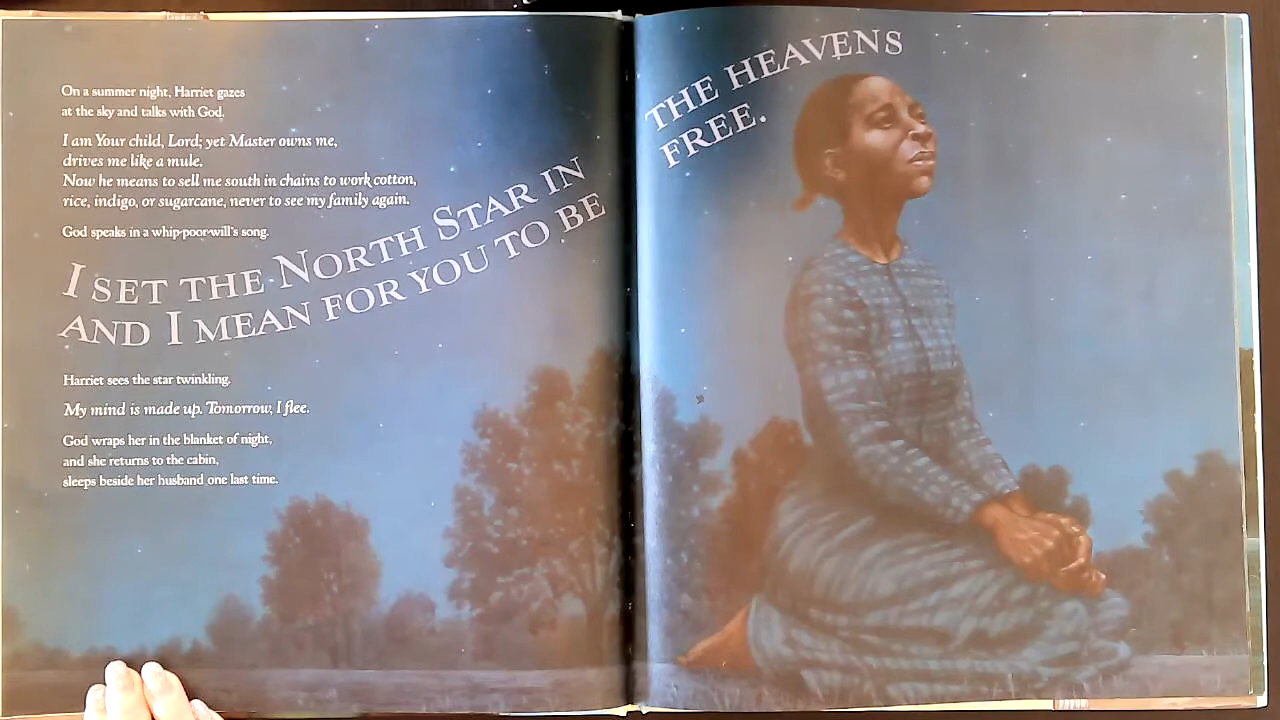 On a summer night, Harriet gazes
at the sky and talks with God.
I am Your child, Lord; yet Master owns me,
drives me like a mule.
Now he means to sell me south in chains to work cotton,
rice, indigo, or sugarcane, never to see my family again.
God speaks in a whip-poor-will's song.
I SET THE NORTH STAR IN THE HEAVENS
AND I MEAN FOR YOU TO BE FREE.
Harriet sees the star twinkling.
My mind is made up. Tomorrow, I flee.
God wraps her in the blanket of night,
and she returns to the cabin,
sleeps beside her husband one last time.